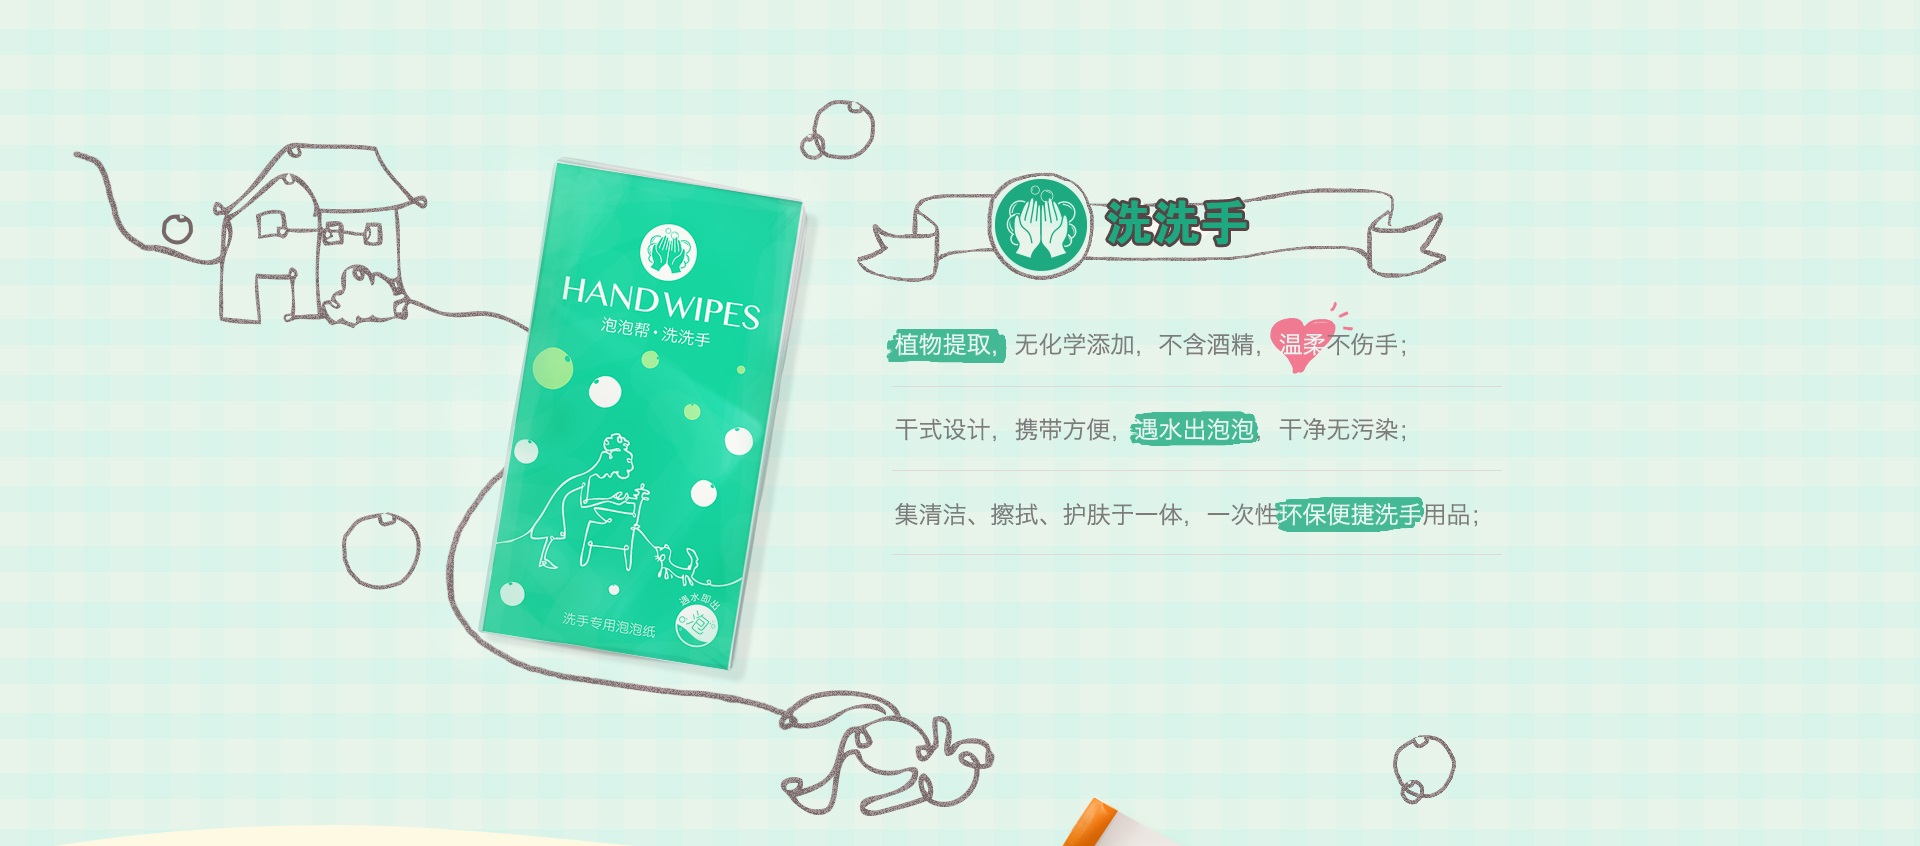 洗洗手
HAND WIPES
泡泡帮·洗洗手
植物提取，无化学添加，不含酒精，温柔不伤手；
干式设计，携带方便，遇水出泡泡，干净无污染；
集清洁、擦拭、护肤于一体，一次性环保便捷洗手用品；
遇水即出
泡
洗手专用泡泡纸